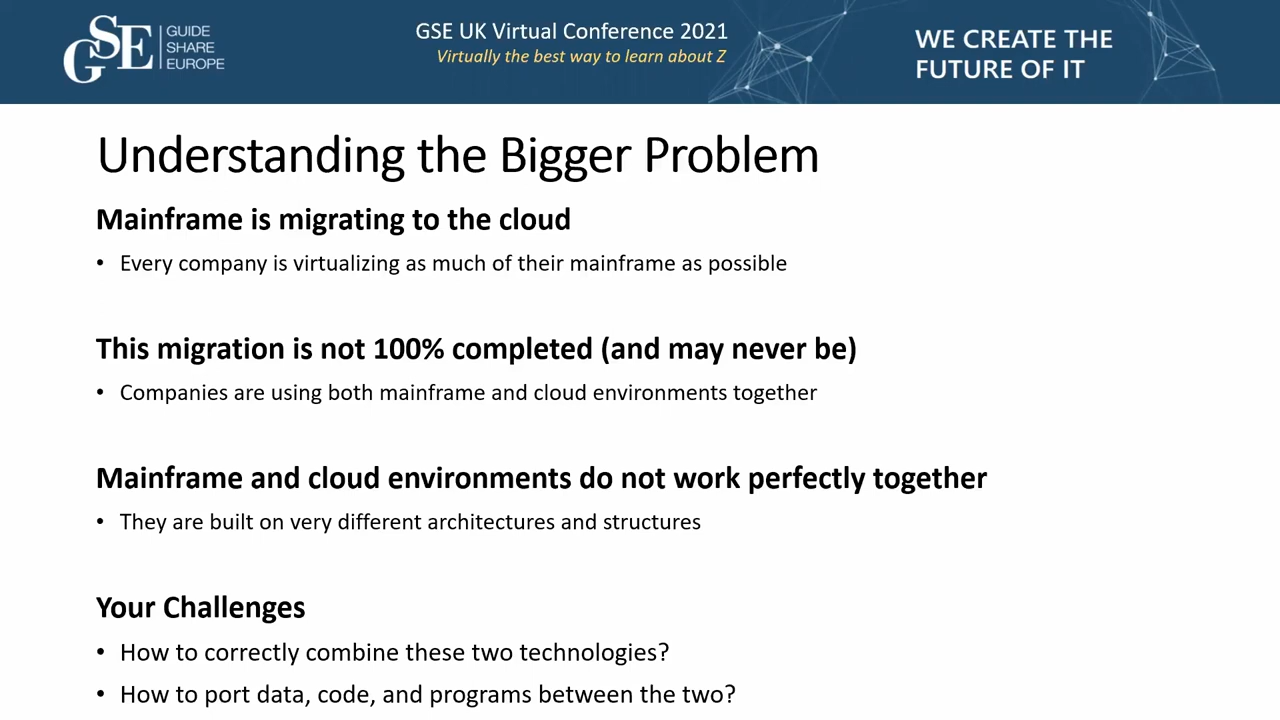 GSE
GUIDE
SHARE
EUROPE
GSE UK Virtual Conference 2021
Virtually the best way to learn about Z
WE CREATE THE
FUTURE OF IT
Understanding the Bigger Problem
Mainframe is migrating to the cloud
• Every company is virtualizing as much of their mainframe as possible
This migration is not 100% completed (and may never be)
• Companies are using both mainframe and cloud environments together
Mainframe and cloud environments do not work perfectly together
• They are built on very different architectures and structures
Your Challenges
• How to correctly combine these two technologies?
• How to port data, code, and programs between the two?